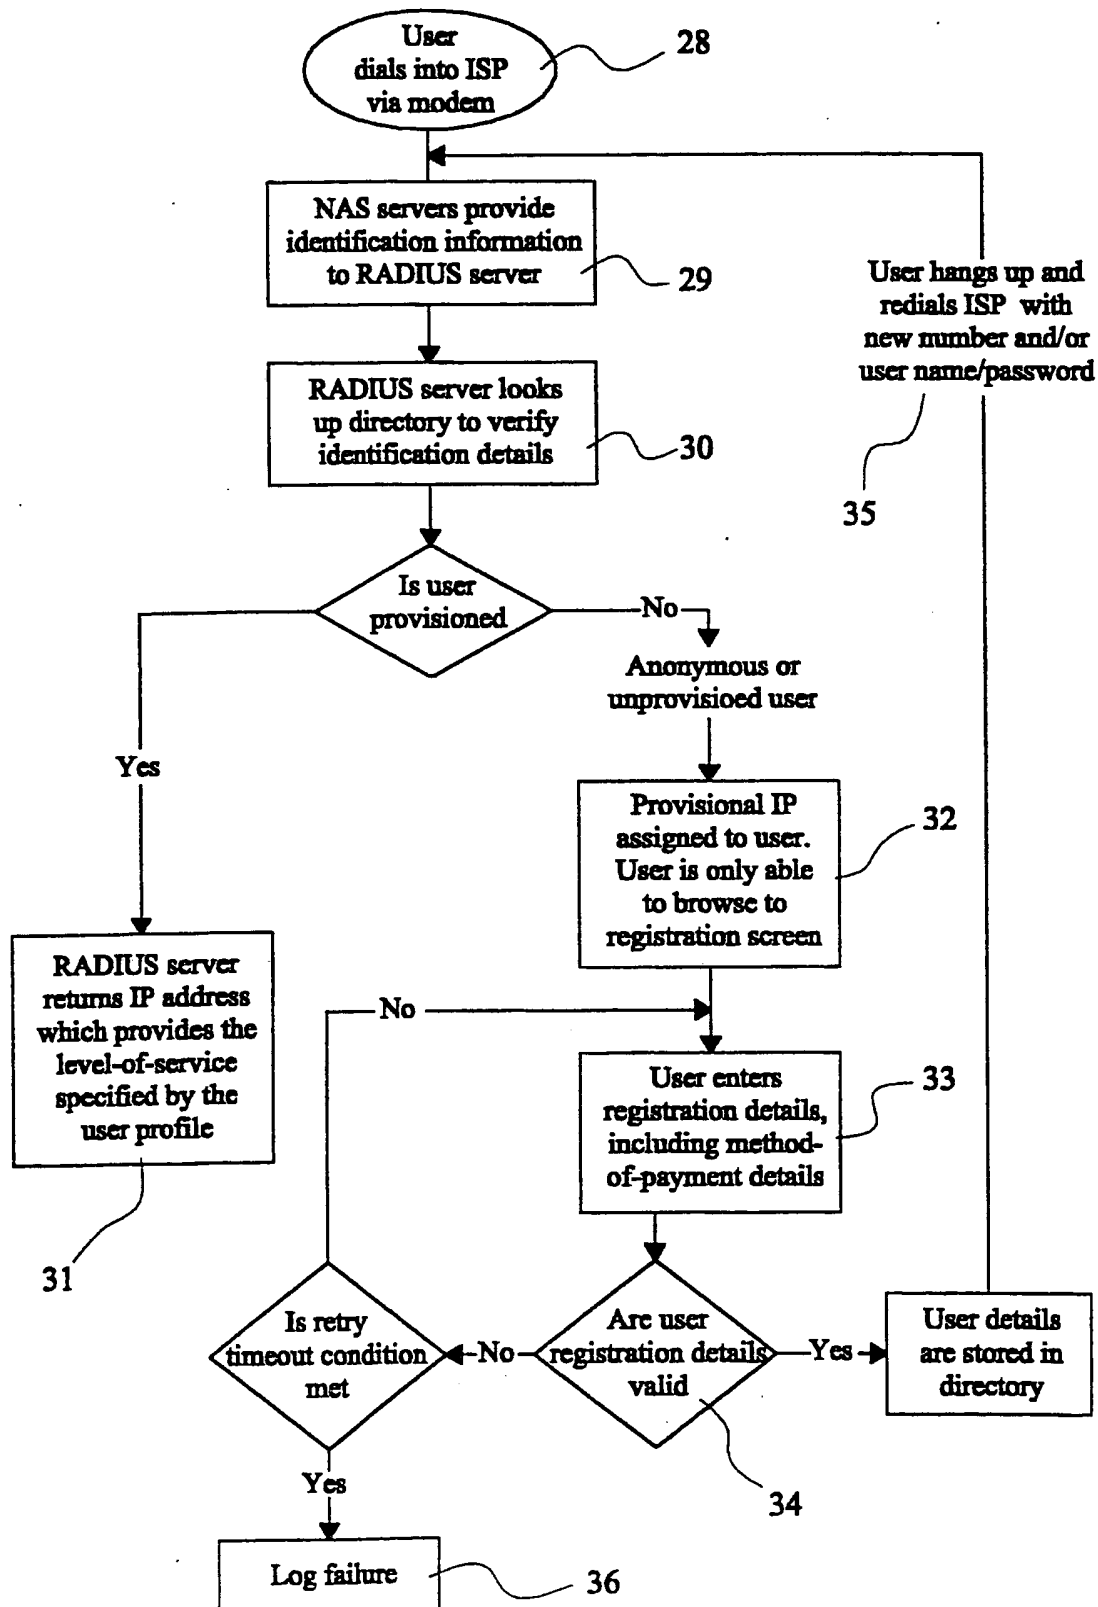 User
dials into ISP
via modem
28
NAS servers provide
identification information
to RADIUS server
29
User hangs up and
redials ISP with
new number and/or
user name/password
35
RADIUS server looks
up directory to verify
identification details
30
Is user
provisioned
No
Anonymous or
unprovisioed user
Yes
Provisional IP
assigned to user.
User is only able
to browse to
registration screen
32
RADIUS server
returns IP address
which provides the
level-of-service
specified by the
user profile
31
No
User enters
registration details,
including method-
of-payment details
33
Is retry
timeout condition
met
No
Are user
registration details
valid
34
Yes
User details
are stored in
directory
Yes
Log failure
36